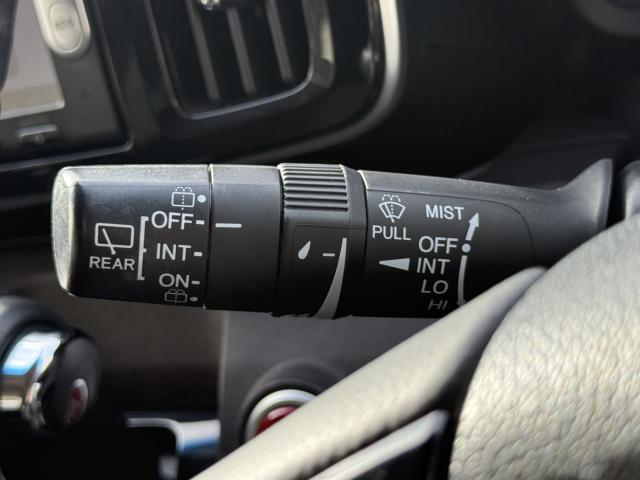 OFF
INT
ON
REAR
PULL
MIST
OFF
INT
LO
HI